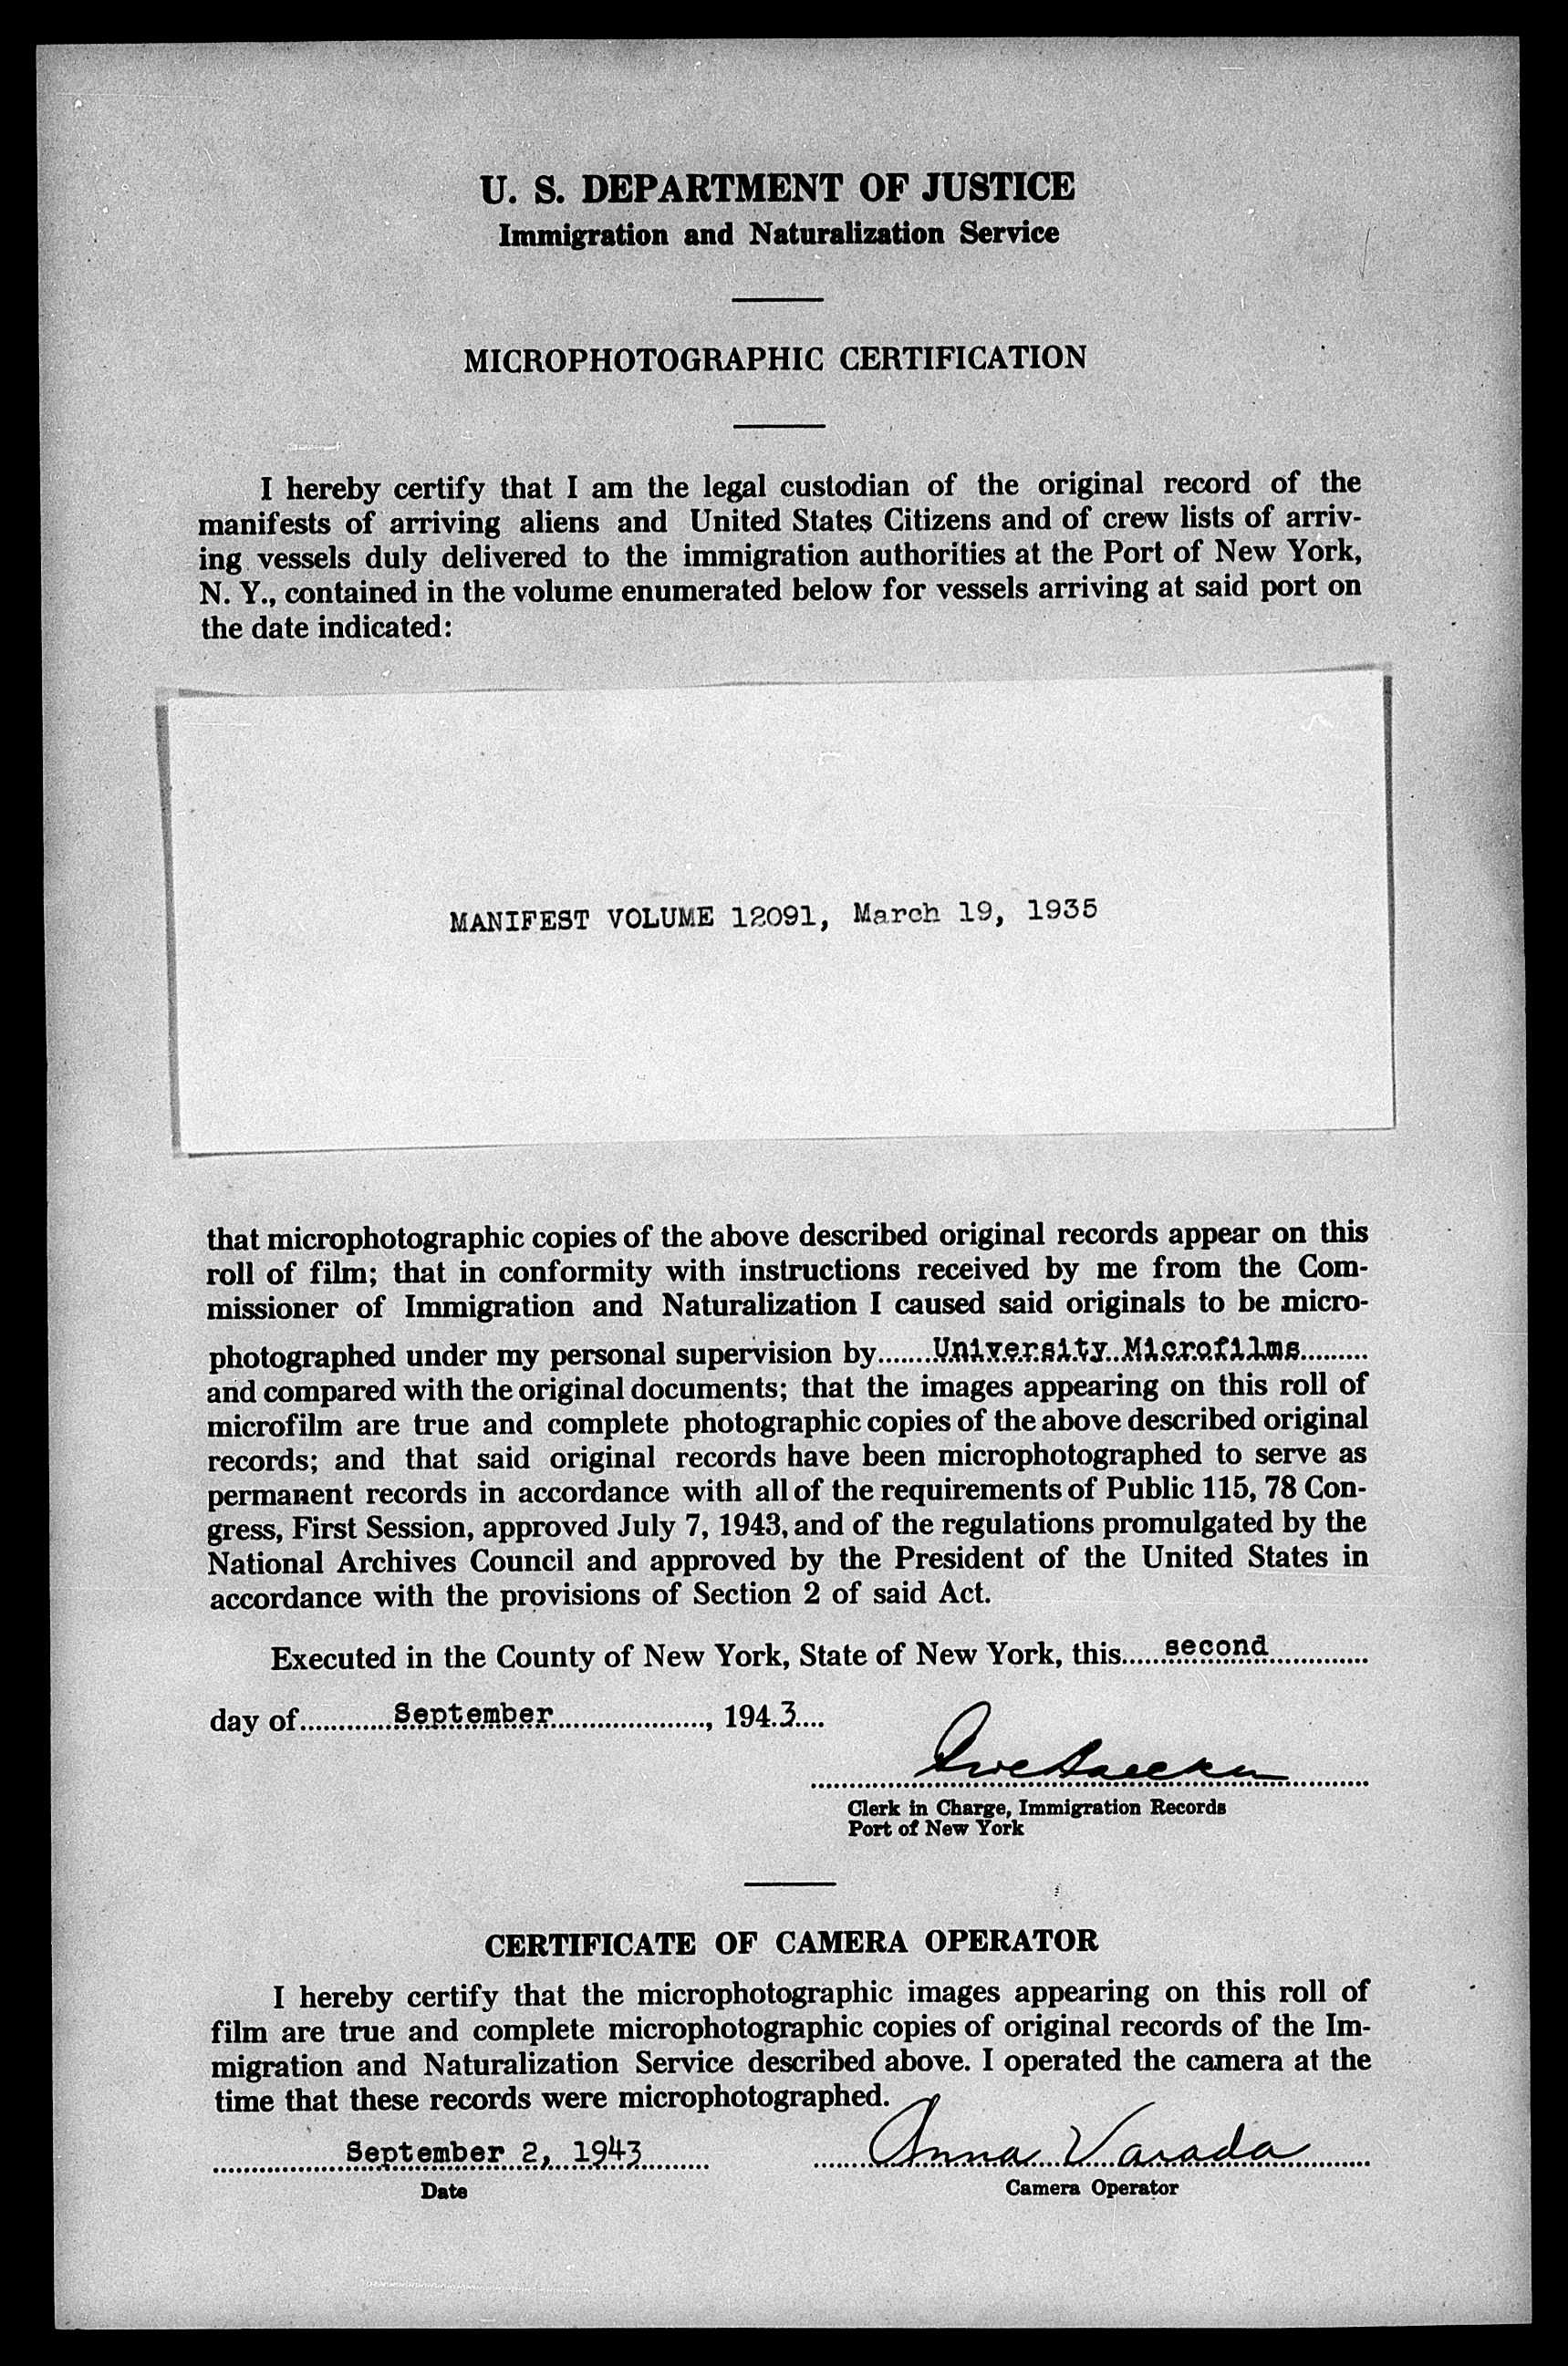 U. S. DEPARTMENT OF JUSTICE
Immigration and Naturalization Service
MICROPHOTOGRAPHIC CERTIFICATION
I hereby certify that I am the legal custodian of the original record of the
manifests of arriving aliens and United States Citizens and of crew lists of arriv-
ing vessels duly delivered to the immigration authorities at the Port of New York,
N. Y., contained in the volume enumerated below for vessels arriving at said port on
the date indicated:
MANIFEST VOLUME 12091, March 19, 1935
that microphotographic copies of the above described original records appear on this
roll of film; that in conformity with instructions received by me from the Com-
missioner of Immigration and Naturalization I caused said originals to be micro-
photographed under my personal supervision by.......University Microfilms.........
and compared with the original documents; that the images appearing on this roll of
microfilm are true and complete photographic copies of the above described original
records; and that said original records have been microphotographed to serve as
permanent records in accordance with all of the requirements of Public 115, 78 Con-
gress, First Session, approved July 7, 1943, and of the regulations promulgated by the
National Archives Council and approved by the President of the United States in
accordance with the provisions of Section 2 of said Act.
Executed in the County of New York, State of New York, this......second.............
day of............September....................., 194.3....
Clerk in Charge, Immigration Records
Port of New York
CERTIFICATE OF CAMERA OPERATOR
I hereby certify that the microphotographic images appearing on this roll of
film are true and complete microphotographic copies of original records of the Im-
migration and Naturalization Service described above. I operated the camera at the
time that these records were microphotographed.
September 2, 1943 Anna Varada
Date Camera Operator